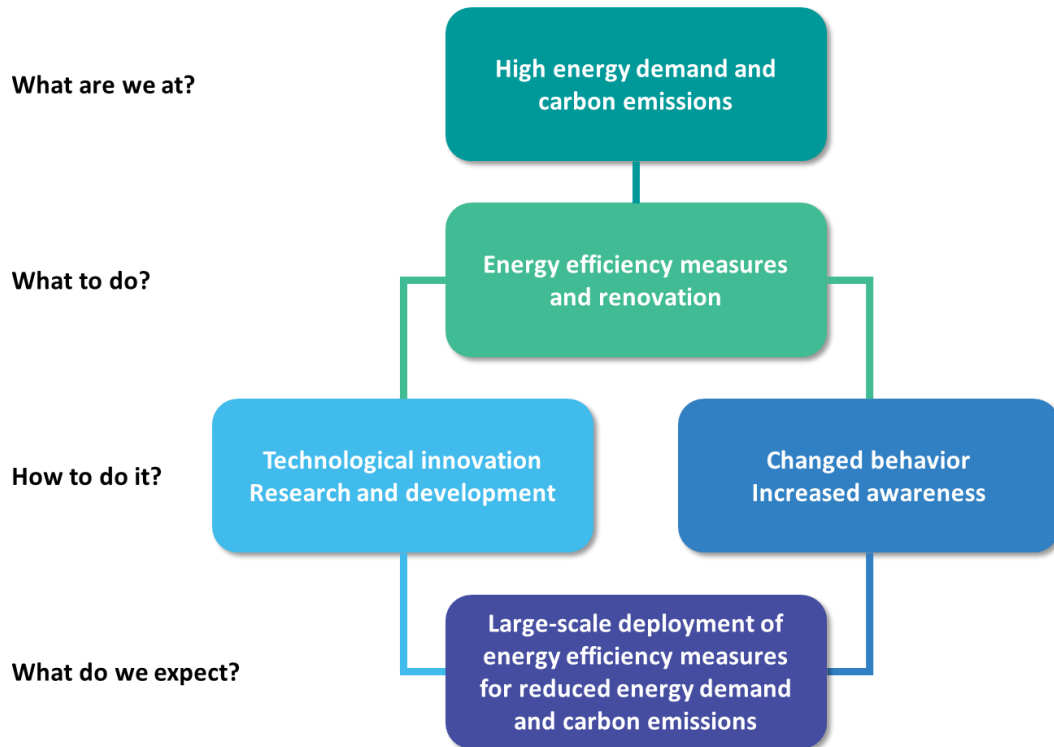 What are we at?
High energy demand and
carbon emissions
What to do?
Energy efficiency measures
and renovation
How to do it?
Technological innovation
Research and development
Changed behavior
Increased awareness
What do we expect?
Large-scale deployment of
energy efficiency measures
for reduced energy demand
and carbon emissions